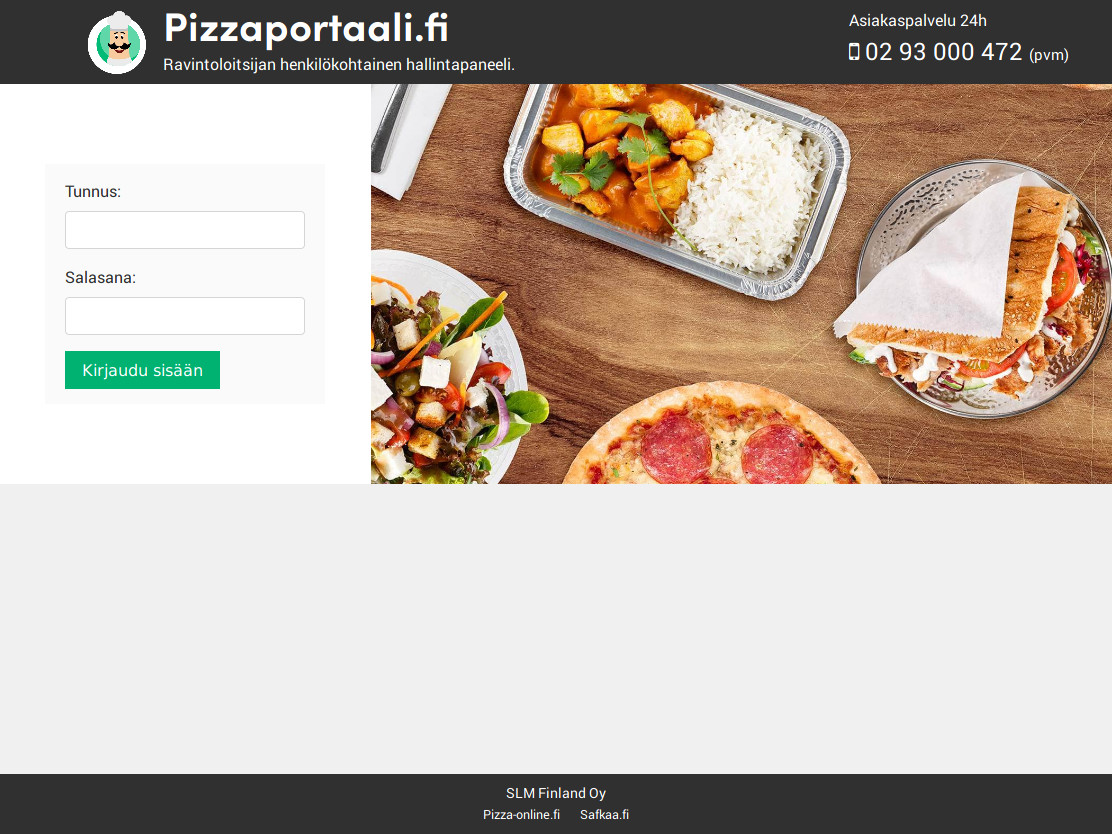 Pizzaportaali.fi
Ravintoloitsijan henkilökohtainen hallintapaneeli.
Asiakaspalvelu 24h
02 93 000 472 (pvm)
Tunnus:
Salasana:
Kirjaudu sisään
SLM Finland Oy
Pizza-online.fi Safkaa.fi